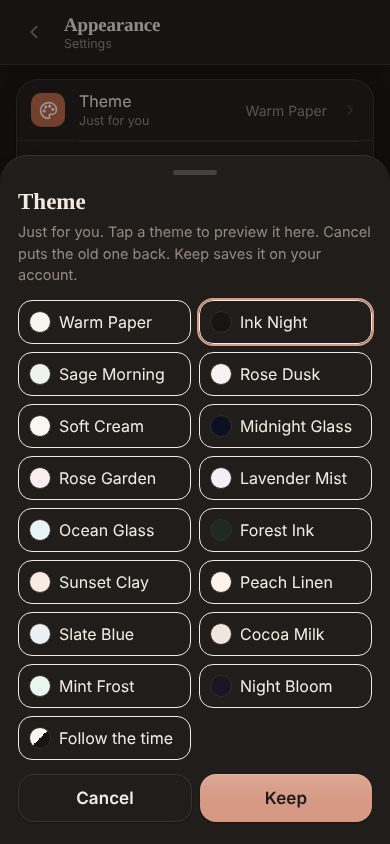 Appearance
Settings
Theme
Just for you
Warm Paper
Theme
Just for you. Tap a theme to preview it here. Cancel
puts the old one back. Keep saves it on your
account.
Warm Paper
Ink Night
Sage Morning
Rose Dusk
Soft Cream
Midnight Glass
Rose Garden
Lavender Mist
Ocean Glass
Forest Ink
Sunset Clay
Peach Linen
Slate Blue
Cocoa Milk
Mint Frost
Night Bloom
Follow the time
Cancel
Keep